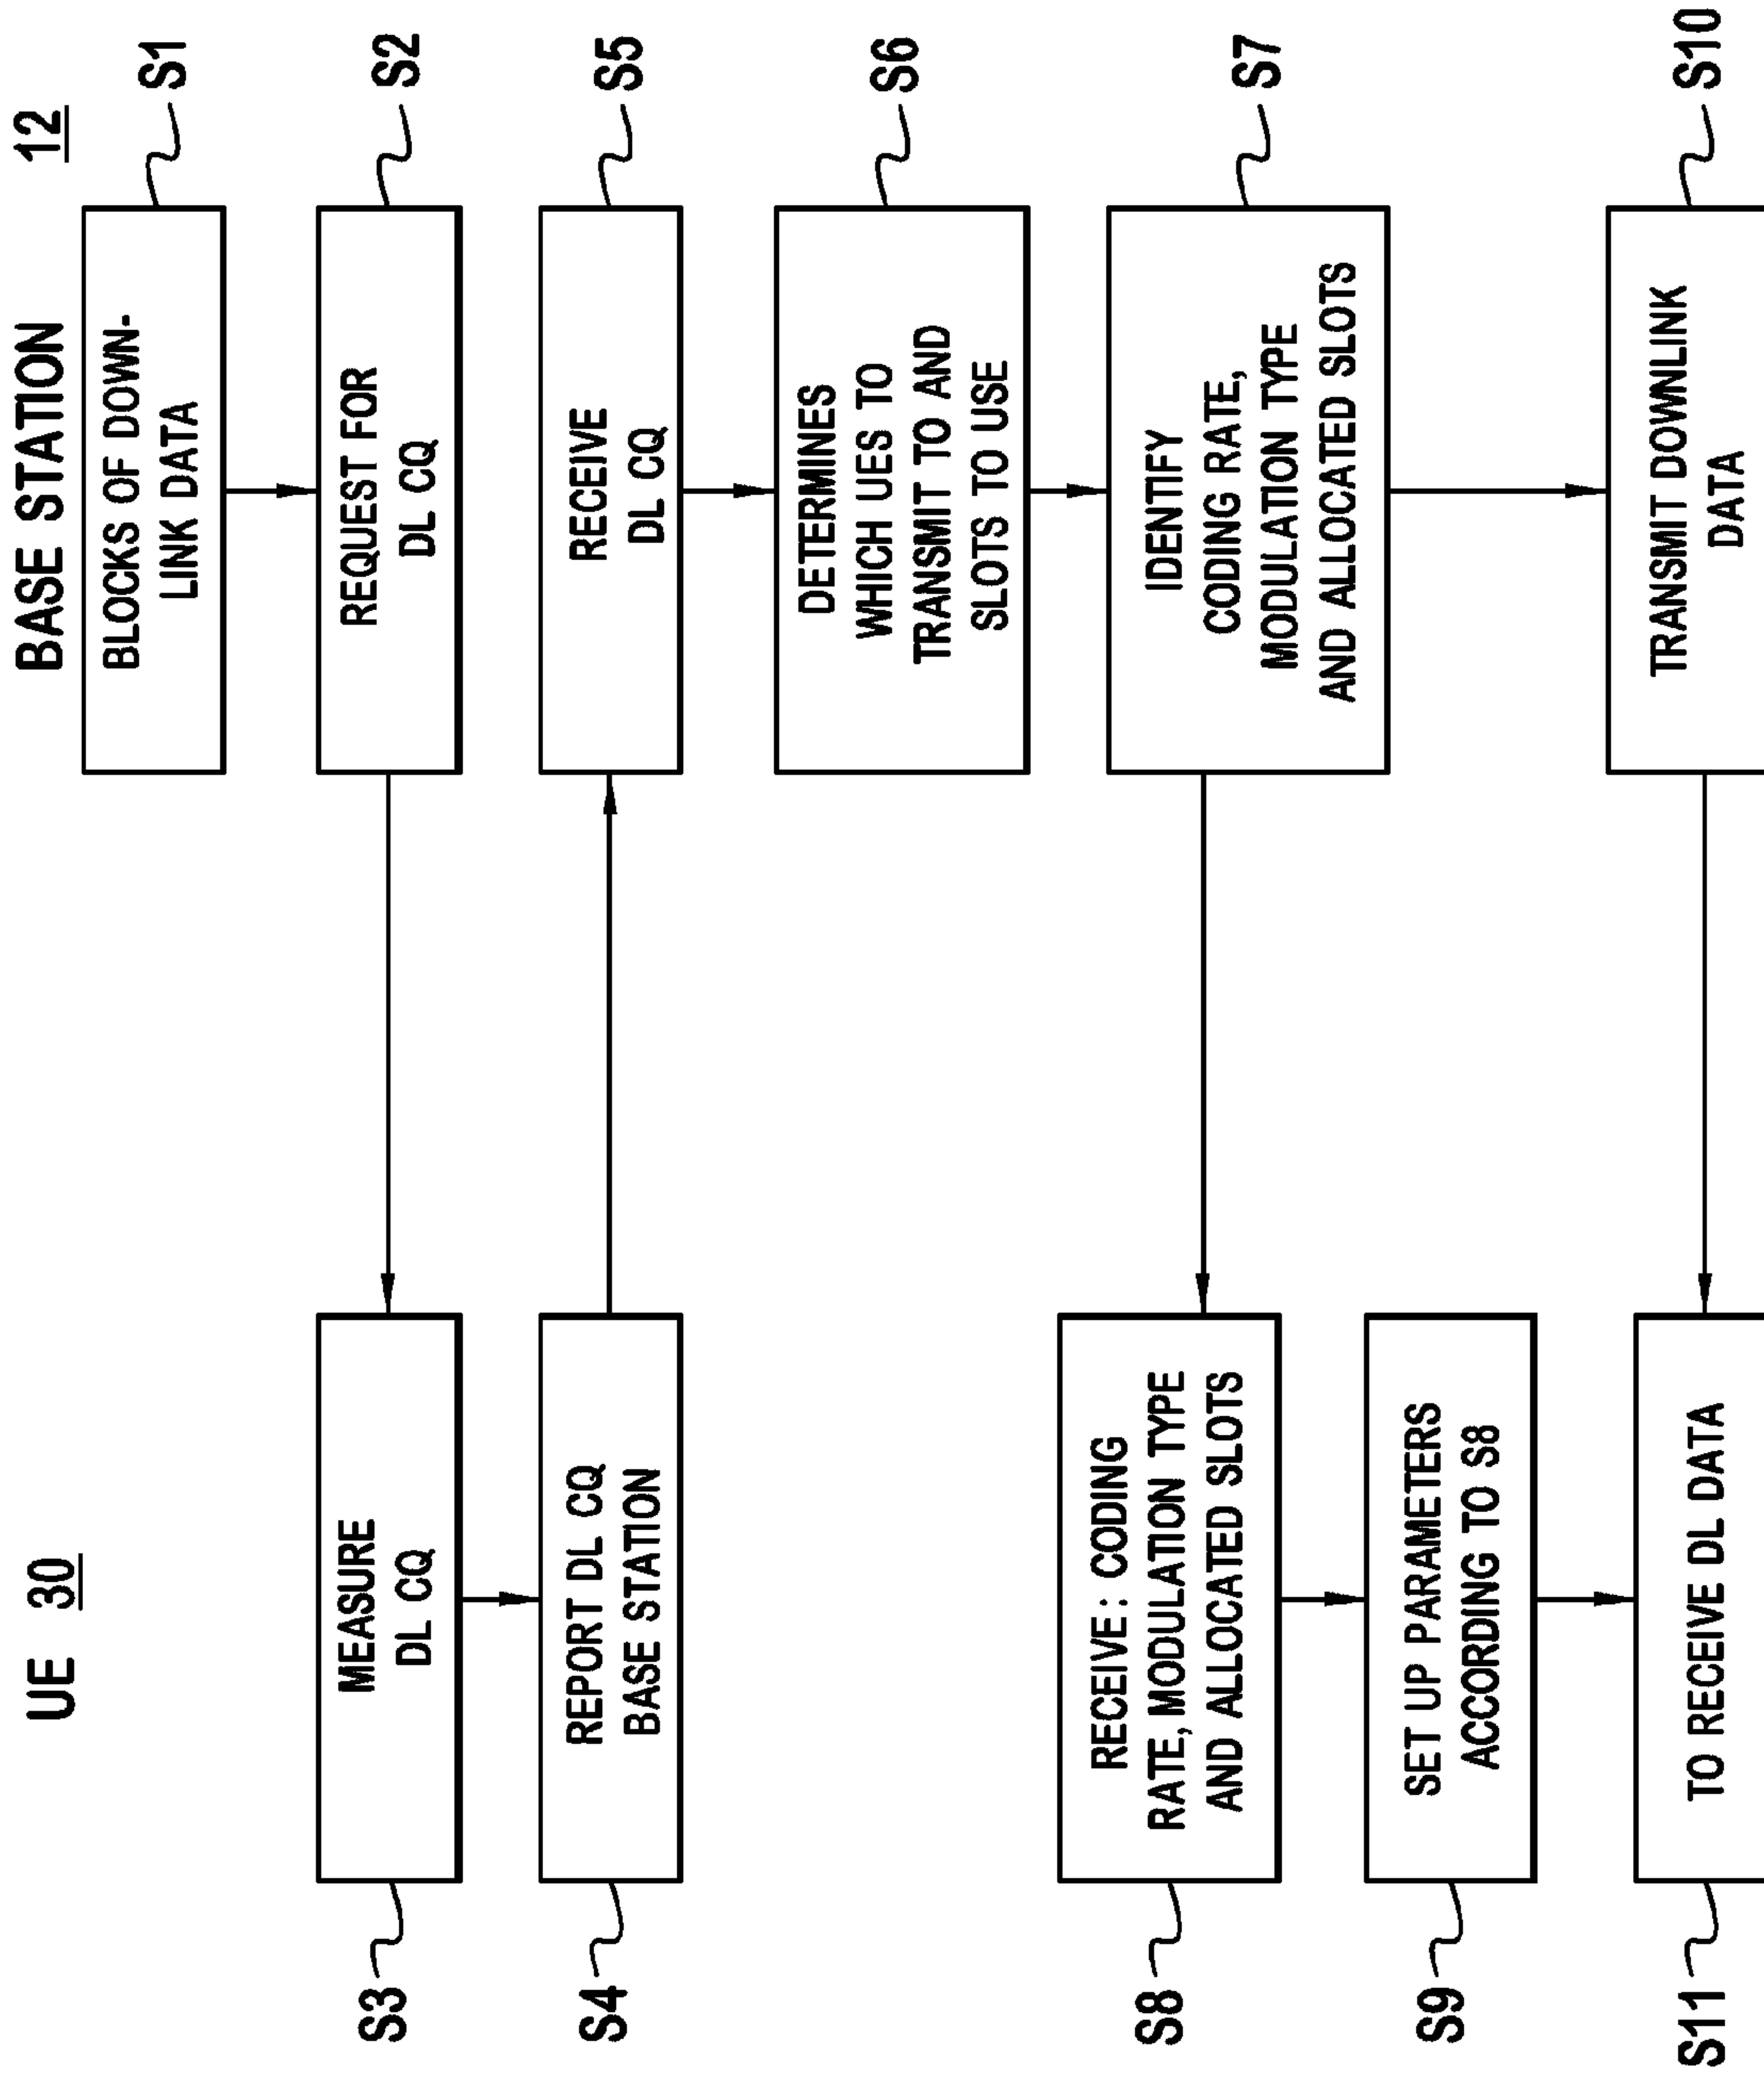 UE 30
BASE STATION 12
BLOCKS OF DOWN-
LINK DATA
S1
REQUEST FOR
DL CQ
S2
S3
MEASURE
DL CQ
S4
REPORT DL CQ
BASE STATION
RECEIVE
DL CQ
S5
DETERMINES
WHICH UES TO
TRANSMIT TO AND
SLOTS TO USE
S6
IDENTIFY
CODING RATE,
MODULATION TYPE
AND ALLOCATED SLOTS
S7
S8
RECEIVE: CODING
RATE, MODULATION TYPE
AND ALLOCATED SLOTS
S9
SET UP PARAMETERS
ACCORDING TO S8
TRANSMIT DOWNLINK
DATA
S10
S11
TO RECEIVE DL DATA